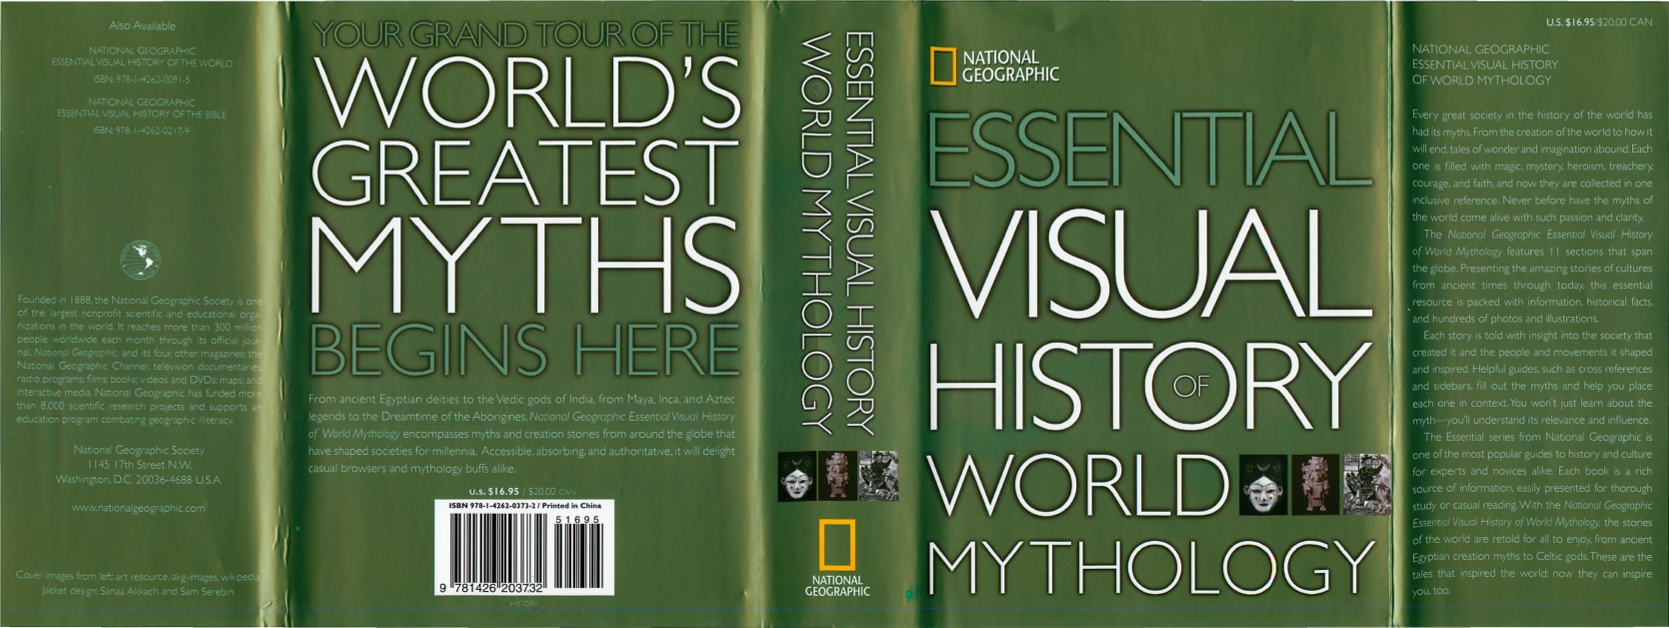 Also Available
NATIONAL GEOGRAPHIC
ESSENTIAL VISUAL HISTORY OF THE WORLD
ISBN: 978-1-4262-0091-5
NATIONAL GEOGRAPHIC
ESSENTIAL VISUAL HISTORY OF THE BIBLE
ISBN: 978-1-4262-0217-9
Founded in 1888, the National Geographic Society is one
of the largest nonprofit scientific and educational orga-
nizations in the world. It reaches more than 300 million
people worldwide each month through its official jour-
nal, National Geographic, and its four other magazines; the
National Geographic Channel; television documentaries;
radio programs; films; books; videos and DVDs; maps; and
interactive media. National Geographic has funded more
than 8,000 scientific research projects and supports an
education program combating geographic illiteracy.
National Geographic Society
1145 17th Street N.W.
Washington, D.C. 20036-4688 U.S.A.
www.nationalgeographic.com
Cover images from left: art resource, akg-images, wikipedia
Jacket design: Sanaa Akkach and Sam Serebin
YOUR GRAND TOUR OF THE
WORLD'S
GREATEST
MYTHS
BEGINS HERE
From ancient Egyptian deities to the Vedic gods of India, from Maya, Inca, and Aztec
legends to the Dreamtime of the Aborigines, National Geographic Essential Visual History
of World Mythology encompasses myths and creation stories from around the globe that
have shaped societies for millennia. Accessible, absorbing, and authoritative, it will delight
casual browsers and mythology buffs alike.
U.S. $16.95 / $20.00 CAN
ISBN 978-1-4262-0373-2 / Printed in China
51695
9 781426 203732
HISTORY
ESSENTIAL VISUAL HISTORY
OF WORLD MYTHOLOGY
NATIONAL
GEOGRAPHIC
NATIONAL
GEOGRAPHIC
ESSENTIAL
VISUAL
HISTORY
OF
WORLD
MYTHOLOGY
U.S. $16.95/$20.00 CAN
NATIONAL GEOGRAPHIC
ESSENTIAL VISUAL HISTORY
OF WORLD MYTHOLOGY
Every great society in the history of the world has
had its myths. From the creation of the world to how it
will end, tales of wonder and imagination abound. Each
one is filled with magic, mystery, heroism, treachery,
courage, and faith, and now they are collected in one
inclusive reference. Never before have the myths of
the world come alive with such passion and clarity.
The National Geographic Essential Visual History
of World Mythology features 11 sections that span
the globe. Presenting the amazing stories of cultures
from ancient times through today, this essential
resource is packed with information, historical facts,
and hundreds of photos and illustrations.
Each story is told with insight into the society that
created it and the people and movements it shaped
and inspired. Helpful guides, such as cross references
and sidebars, fill out the myths and help you place
each one in context. You won't just learn about the
myth—you'll understand its relevance and influence.
The Essential series from National Geographic is
one of the most popular guides to history and culture
for experts and novices alike. Each book is a rich
source of information, easily presented for thorough
study or casual reading. With the National Geographic
Essential Visual History of World Mythology, the stories
of the world are retold for all to enjoy, from ancient
Egyptian creation myths to Celtic gods. These are the
tales that inspired the world; now they can inspire
you, too.